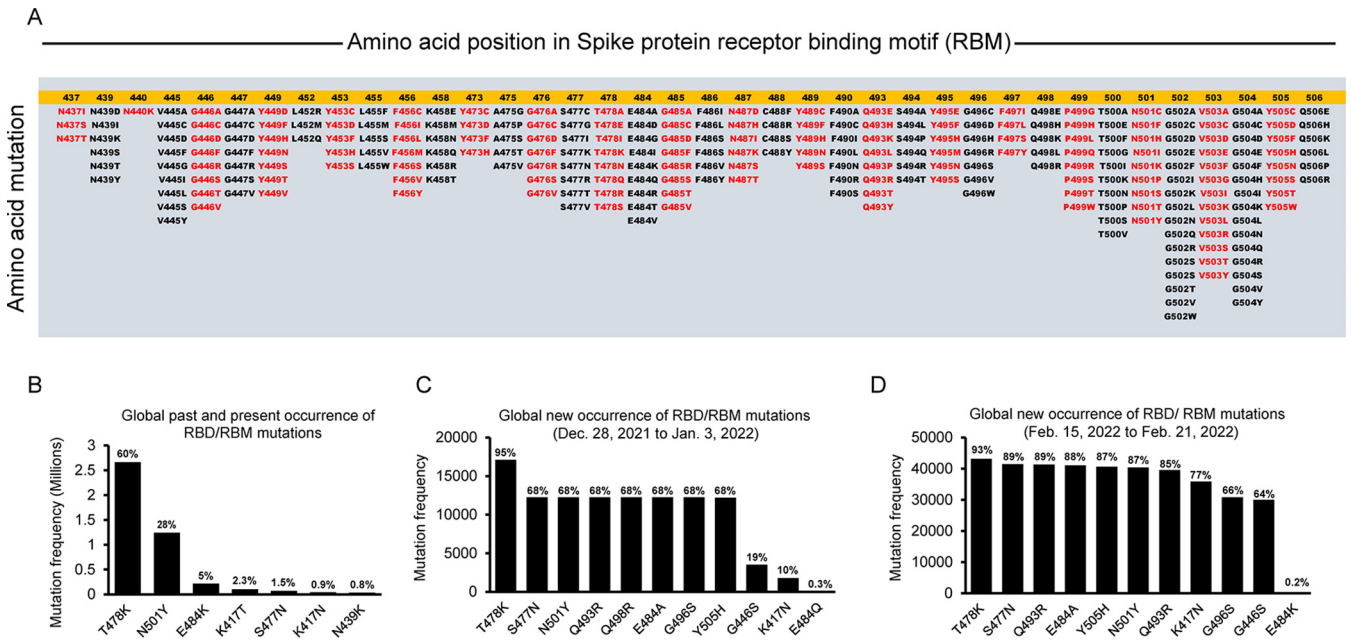 A
Amino acid position in Spike protein receptor binding motif (RBM)
Amino acid mutation
437 439 440 445 446 447 449 452 453 455 456 458 473 475 476 477 478 484 485 486 487 488 489 490 493 494 495 496 497 498 499 500 501 502 503 504 505 506
N437I N439D N440K V445A G446A G447A Y449D L452R Y453C L455F F456C K458E Y473C A475G G476A S477G T478A E484A G485A F486I N487D C488F Y489C F490A Q493E S494A Y495E G496C F497I Q498E P499G T500A N501C G502A V503A G504A Y505C Q506E
N437S N439I V445C G446C G447C Y449F L452M Y453D L455M F456I K458M Y473D A475P G476C S477G T478E E484D G485C F486L N487H C488R Y489F F490H Q493H S494L Y495F G496F F497L Q498H P499H T500F N501F G502C V503C G504C Y505D Q506H
N437T N439K G446D G447D Y449H L452Q Y453F L455S F456L K458N Y473F A475S G476D S477I T478I E484G G485D F486S N487I C488S Y489H F490I Q493K S494P Y495H G496H F497S Q498K P499L T500G N501H G502D V503D G504D Y505F Q506K
N439S V445F G447F Y449N Y453H L455V F456M K458Q Y473H A475T S477K T478K E484I G485F F486V N487K C488Y Y489N F490L Q493L S494R Y495M G496R F497Y Q498L P499R T500I N501I G502E V503E G504F Y505H Q506L
N439T V445G G446R G447R Y449S Y453S L455W F456S A475V G476R S477N T478N E484K G485R F486Y N487S Y489S F490N Q493P S494S Y495N G496S Q498R P499S T500K N501K G502I V503G G504H Y505N Q506P
N439Y V445I G446S G447S Y449T F456V K458T G476S S477R T478Q E484Q G485S N487T F490R Q493R S494T Y495S G496V P499T T500N N501P G502K V503I G504I Y505S Q506R
V445L G446T G447V Y449V F456Y G476V S477T T478R E484R G485T F490S Q493T G496W P499W T500P N501S G502L V503K G504K Y505T
V445S G446V S477V T478S E484T G485V Q493Y T500S N501T G502N V503L G504L Y505W
V445Y E484V T500V N501Y G502Q V503R G504N
G502R V503S G504Q
G502S V503T G504R
G502S V503Y G504S
G502T G504V
G502V G504Y
G502W
B
Global past and present occurrence of
RBD/RBM mutations
Mutation frequency (Millions)
3
2.5
2
1.5
1
0.5
0
60%
28%
5%
2.3%
1.5%
0.9%
0.8%
T478K
N501Y
E484K
K417T
S477N
K417N
N439K
C
Global new occurrence of RBD/RBM mutations
(Dec. 28, 2021 to Jan. 3, 2022)
Mutation frequency
20000
15000
10000
5000
0
95%
68% 68% 68% 68% 68% 68% 68%
19%
10%
0.3%
T478K
S477N
N501Y
Q493R
Q498R
E484A
G496S
Y505H
G446S
K417N
E484Q
D
Global new occurrence of RBD/ RBM mutations
(Feb. 15, 2022 to Feb. 21, 2022)
Mutation frequency
50000
40000
30000
20000
10000
0
93%
89% 89% 88% 87% 87% 85%
77%
66%
64%
0.2%
T478K
S477N
Q493R
E484A
Y505H
N501Y
Q493R
K417N
G496S
G446S
E484K